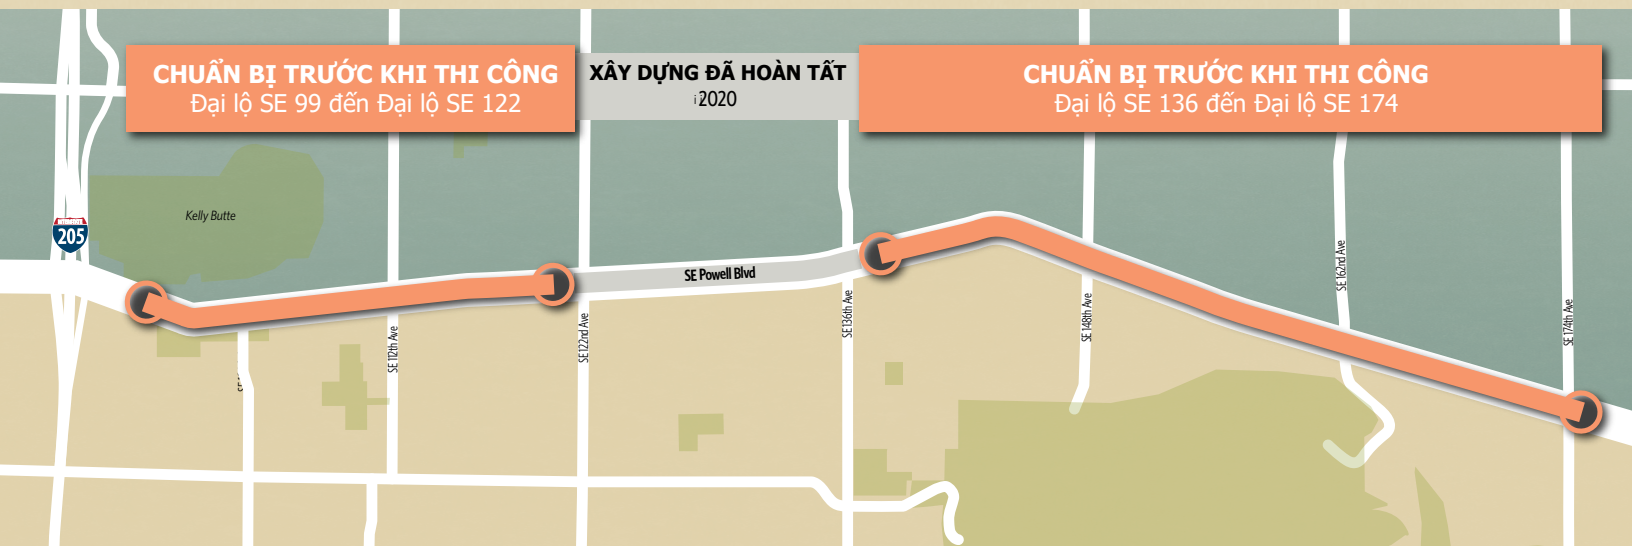 CHUẨN BỊ TRƯỚC KHI THI CÔNG
Đại lộ SE 99 đến Đại lộ SE 122
XÂY DỰNG ĐÃ HOÀN TẤT
2020
CHUẨN BỊ TRƯỚC KHI THI CÔNG
Đại lộ SE 136 đến Đại lộ SE 174
Kelly Butte
INTERSTATE
205
SE Powell Blvd
SE 112th Ave
SE 122nd Ave
SE 136th Ave
SE 148th Ave
SE 162nd Ave
SE 174th Ave